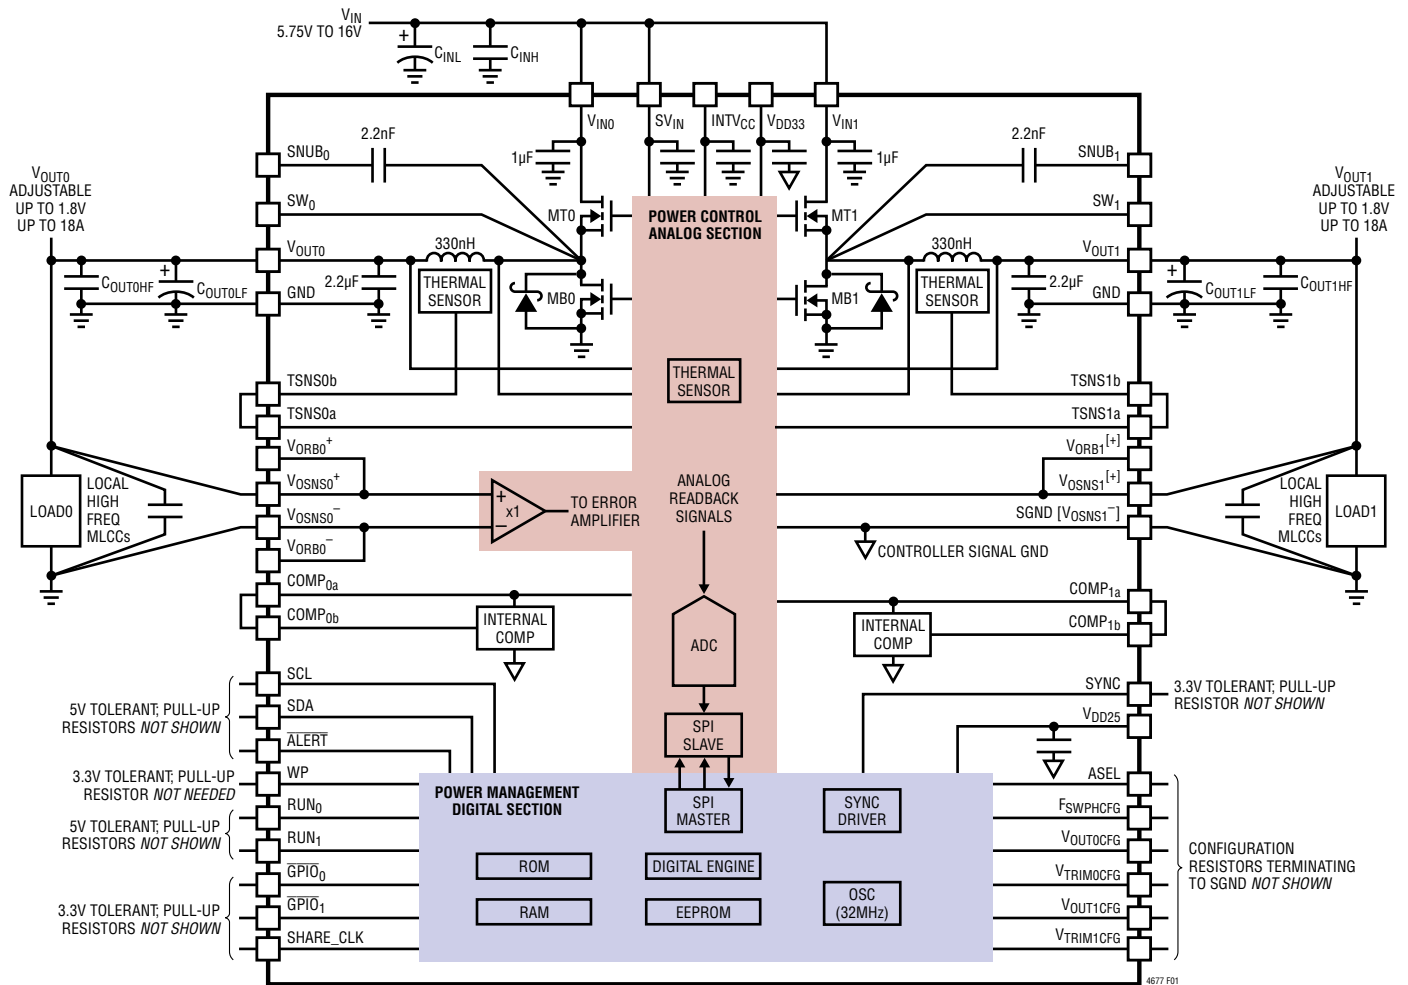 VIN
5.75V TO 16V
+
CINL
CINH
VIN0
SVIN
INTVCC
VDD33
VIN1
2.2nF
2.2nF
SNUB0
1µF
1µF
SNUB1
VOUT0
ADJUSTABLE
UP TO 1.8V
UP TO 18A
VOUT1
ADJUSTABLE
UP TO 1.8V
UP TO 18A
SW0
MT0
POWER CONTROL
ANALOG SECTION
MT1
SW1
VOUT0
330nH
330nH
VOUT1
COUT0HF
+
COUT0LF
GND
2.2µF
THERMAL
SENSOR
MB0
MB1
THERMAL
SENSOR
2.2µF
GND
+
COUT1LF
COUT1HF
THERMAL
SENSOR
TSNS0b
TSNS1b
TSNS0a
TSNS1a
VORB0+
VORB1[+]
LOAD0
LOCAL
HIGH
FREQ
MLCCs
VOSNS0+
VOSNS0–
VORB0–
+
–
x1
TO ERROR
AMPLIFIER
ANALOG
READBACK
SIGNALS
VOSNS1[+]
SGND [VOSNS1–]
CONTROLLER SIGNAL GND
LOCAL
HIGH
FREQ
MLCCs
LOAD1
COMP0a
COMP1a
COMP0b
INTERNAL
COMP
ADC
INTERNAL
COMP
COMP1b
5V TOLERANT; PULL-UP
RESISTORS NOT SHOWN
SCL
SDA
ALERT
SPI
SLAVE
SYNC
3.3V TOLERANT; PULL-UP
RESISTOR NOT SHOWN
VDD25
3.3V TOLERANT; PULL-UP
RESISTOR NOT NEEDED
WP
POWER MANAGEMENT
DIGITAL SECTION
SPI
MASTER
SYNC
DRIVER
ASEL
5V TOLERANT; PULL-UP
RESISTORS NOT SHOWN
RUN0
RUN1
FSWPHCFG
VOUT0CFG
ROM
DIGITAL ENGINE
RAM
EEPROM
OSC
(32MHz)
3.3V TOLERANT; PULL-UP
RESISTORS NOT SHOWN
GPIO0
GPIO1
SHARE_CLK
VTRIM0CFG
VOUT1CFG
VTRIM1CFG
CONFIGURATION
RESISTORS TERMINATING
TO SGND NOT SHOWN
4677 F01